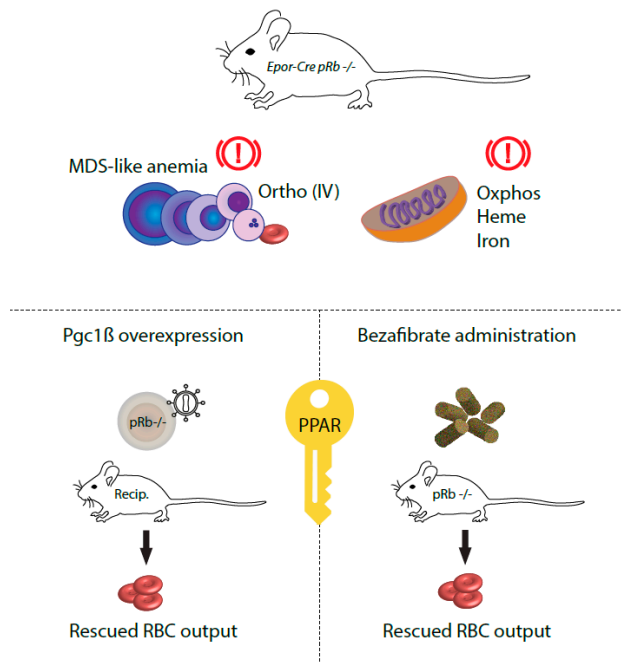 Epor-Cre pRb -/-
MDS-like anemia
Ortho (IV)
Oxphos
Heme
Iron
Pgc1ß overexpression
Bezafibrate administration
pRb-/-
PPAR
Recip.
pRb -/-
Rescued RBC output
Rescued RBC output